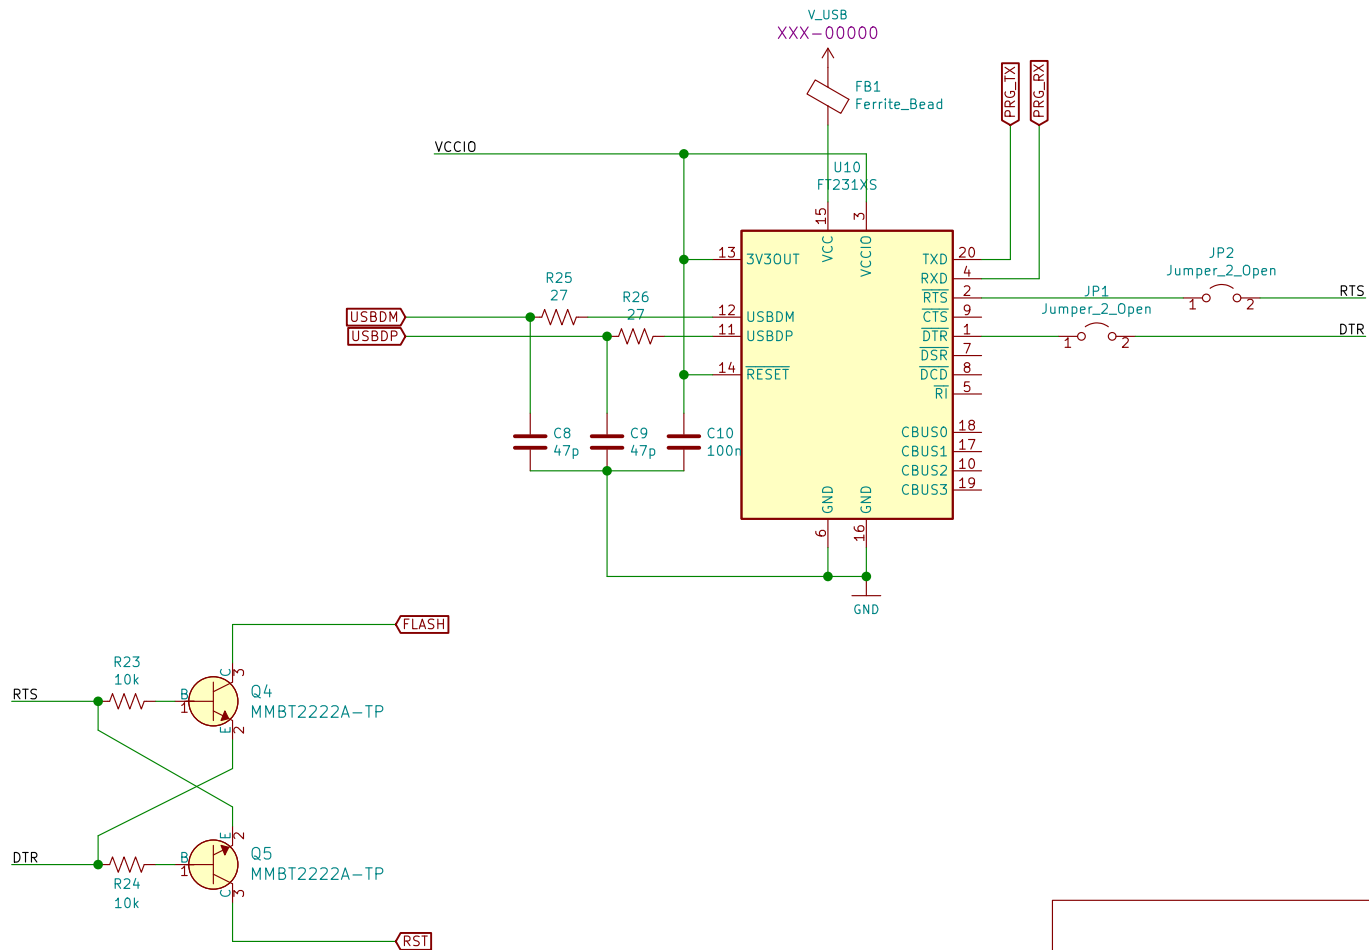 V_USB
XXX-00000
FB1
Ferrite_Bead
PRG_TX
PRG_RX
VCCIO
U10
FT231XS
15
3
VCC
VCCIO
13
3V3OUT
TXD
20
RXD
4
RTS
2
CTS
9
DTR
1
DSR
7
DCD
8
RI
5
JP2
Jumper_2_Open
1
2
RTS
JP1
Jumper_2_Open
1
2
DTR
R25
27
R26
27
USBDM
12
USBDM
USBDP
11
USBDP
14
RESET
C8
47p
C9
47p
C10
100n
CBUS0
18
CBUS1
17
CBUS2
10
CBUS3
19
GND
GND
6
16
GND
FLASH
R23
10k
RTS
B
1
C
3
E
2
Q4
MMBT2222A-TP
DTR
R24
10k
B
1
E
2
C
3
Q5
MMBT2222A-TP
RST